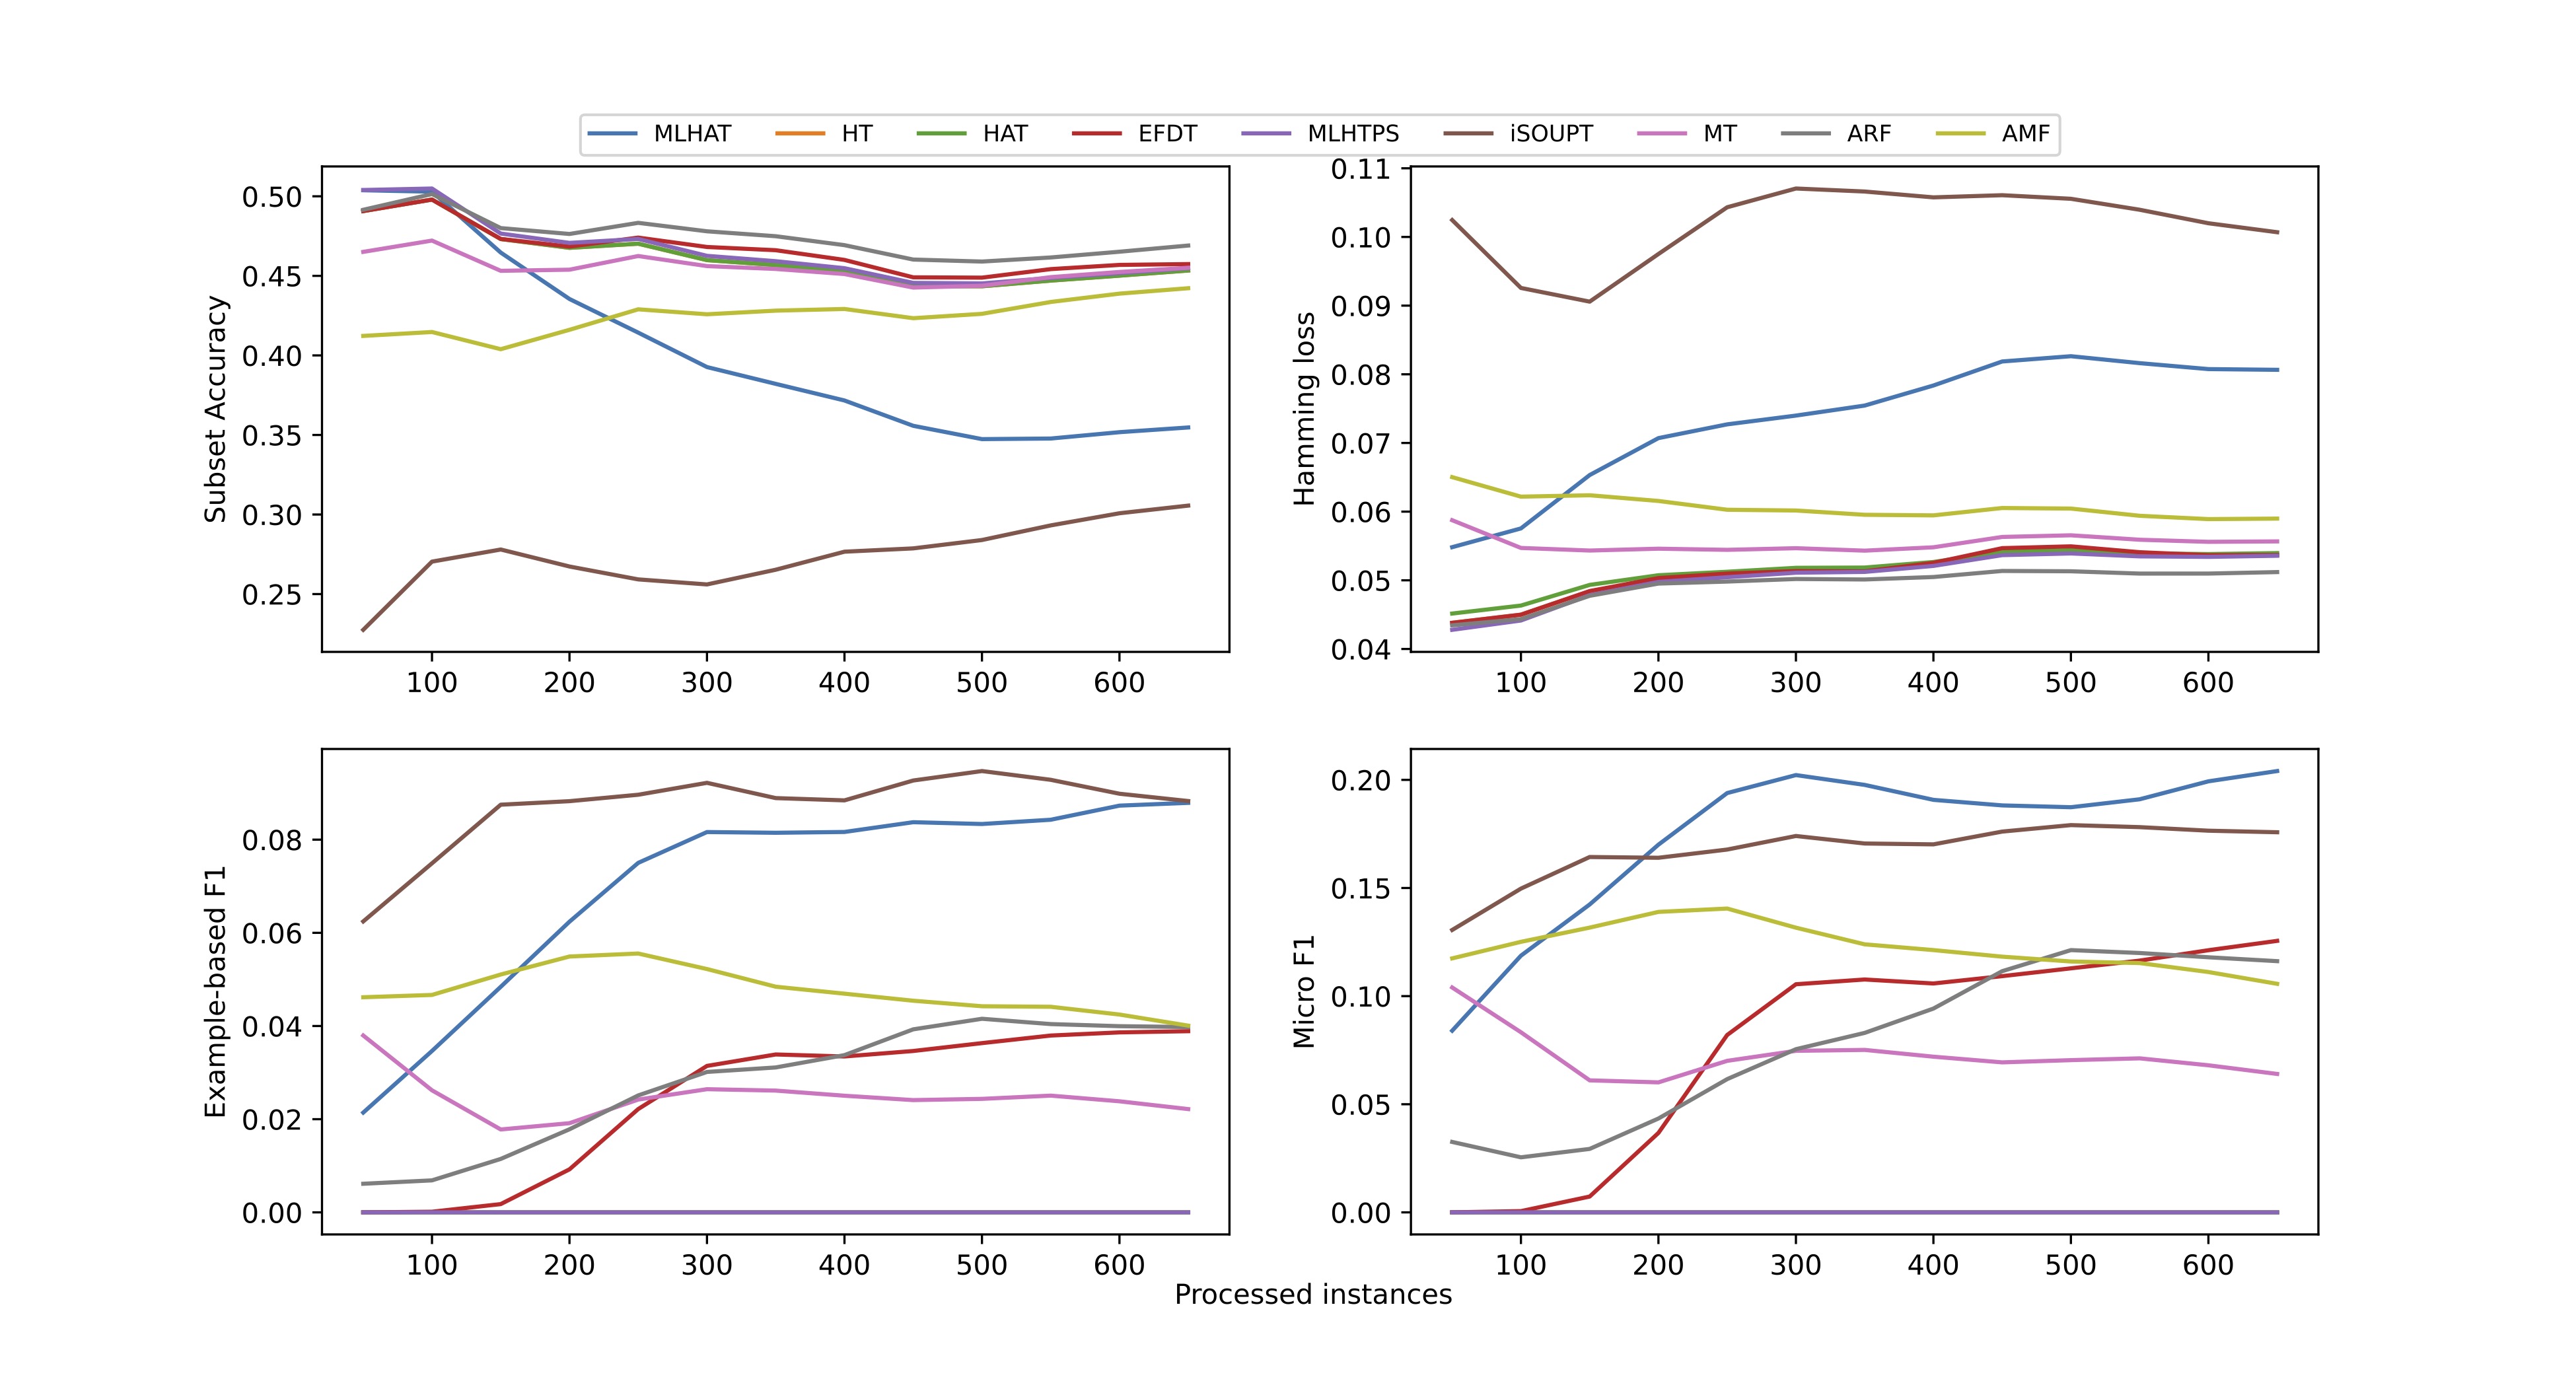 MLHAT HT HAT EFDT MLHTPS iSOUPT MT ARF AMF
Subset Accuracy
0.50
0.45
0.40
0.35
0.30
0.25
100 200 300 400 500 600
Hamming loss
0.11
0.10
0.09
0.08
0.07
0.06
0.05
0.04
100 200 300 400 500 600
Example-based F1
0.08
0.06
0.04
0.02
0.00
100 200 300 400 500 600
Micro F1
0.20
0.15
0.10
0.05
0.00
100 200 300 400 500 600
Processed instances